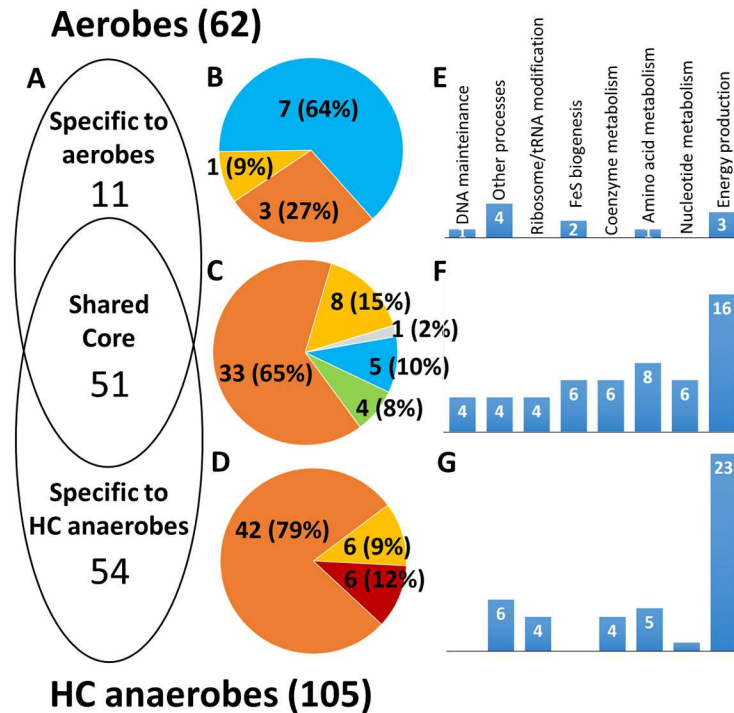 Aerobes (62)
A
Specific to
aerobes
11
Shared
Core
51
Specific to
HC anaerobes
54
B
7 (64%)
1 (9%)
3 (27%)
C
8 (15%)
1 (2%)
33 (65%)
5 (10%)
4 (8%)
D
42 (79%)
6 (9%)
6 (12%)
E
DNA mainteinance
Other processes
Ribosome/tRNA modification
FeS biogenesis
Coenzyme metabolism
Amino acid metabolism
Nucleotide metabolism
Energy production
1
4
2
1
3
F
4
4
4
6
6
8
6
16
G
6
4
4
5
23
HC anaerobes (105)